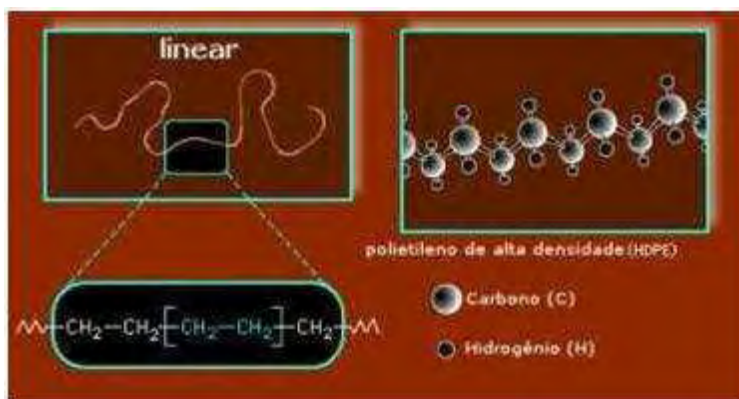 linear
polietileno de alta densidade (HDPE)
Carbono (C)
Hidrogénio (H)
CH₂—CH₂[CH₂—CH₂]CH₂